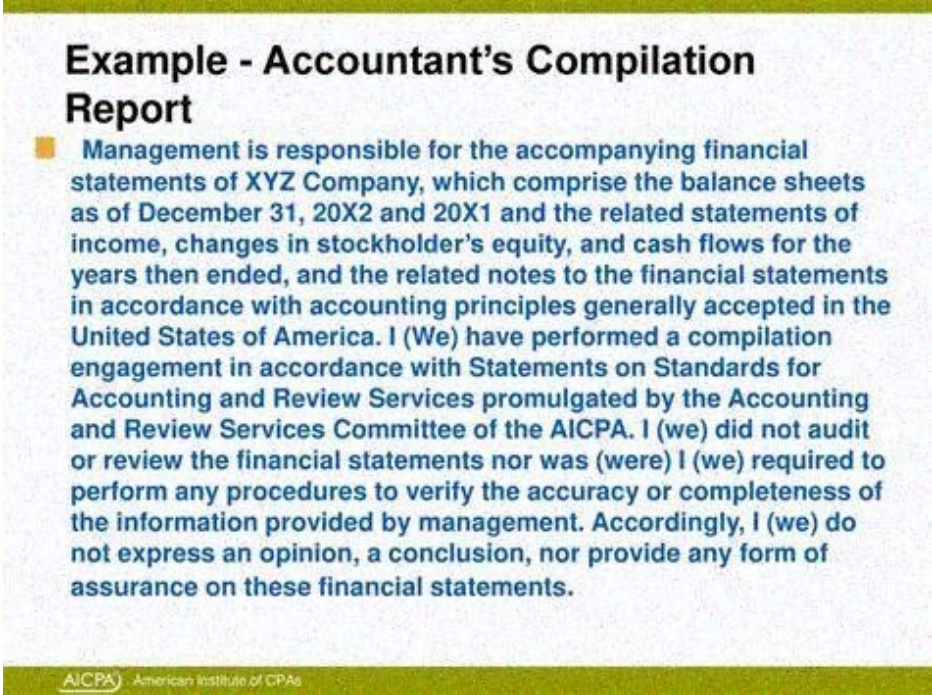 Example - Accountant's Compilation
Report
Management is responsible for the accompanying financial
statements of XYZ Company, which comprise the balance sheets
as of December 31, 20X2 and 20X1 and the related statements of
income, changes in stockholder's equity, and cash flows for the
years then ended, and the related notes to the financial statements
in accordance with accounting principles generally accepted in the
United States of America. I (We) have performed a compilation
engagement in accordance with Statements on Standards for
Accounting and Review Services promulgated by the Accounting
and Review Services Committee of the AICPA. I (we) did not audit
or review the financial statements nor was (were) I (we) required to
perform any procedures to verify the accuracy or completeness of
the information provided by management. Accordingly, I (we) do
not express an opinion, a conclusion, nor provide any form of
assurance on these financial statements.
AICPA) American Institute of CPAs